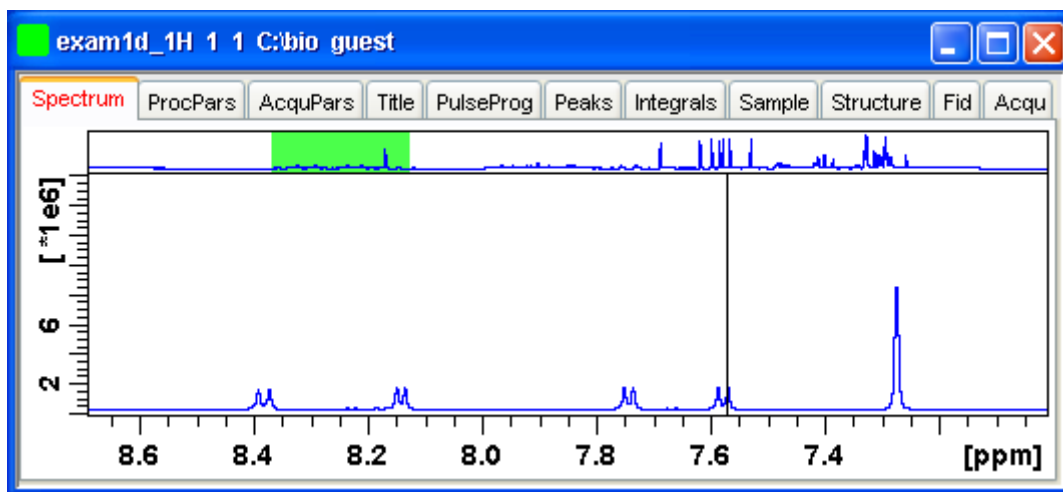 exam1d_1H 1 1 C:\bio guest
Spectrum ProcPars AcquPars Title PulseProg Peaks Integrals Sample Structure Fid Acqu
[ *1e6]
6
2
8.6 8.4 8.2 8.0 7.8 7.6 7.4 [ppm]